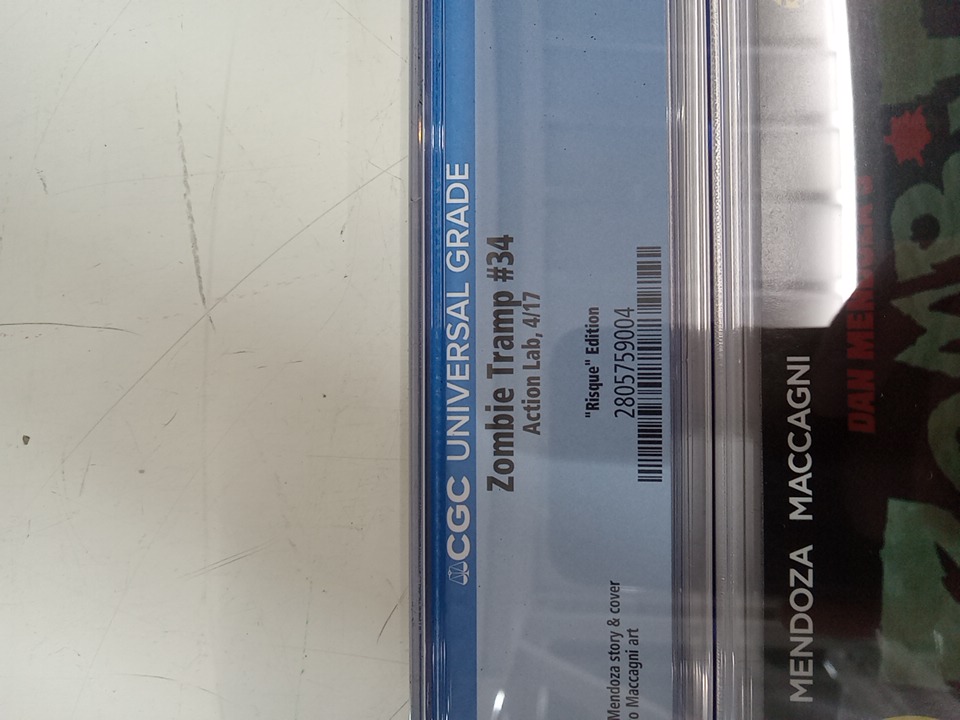 CGC UNIVERSAL GRADE
Zombie Tramp #34
Action Lab, 4/17
"Risque" Edition
2805759004
Mendoza story & cover
Maccagni art
MENDOZA MACCAGNI
DAN